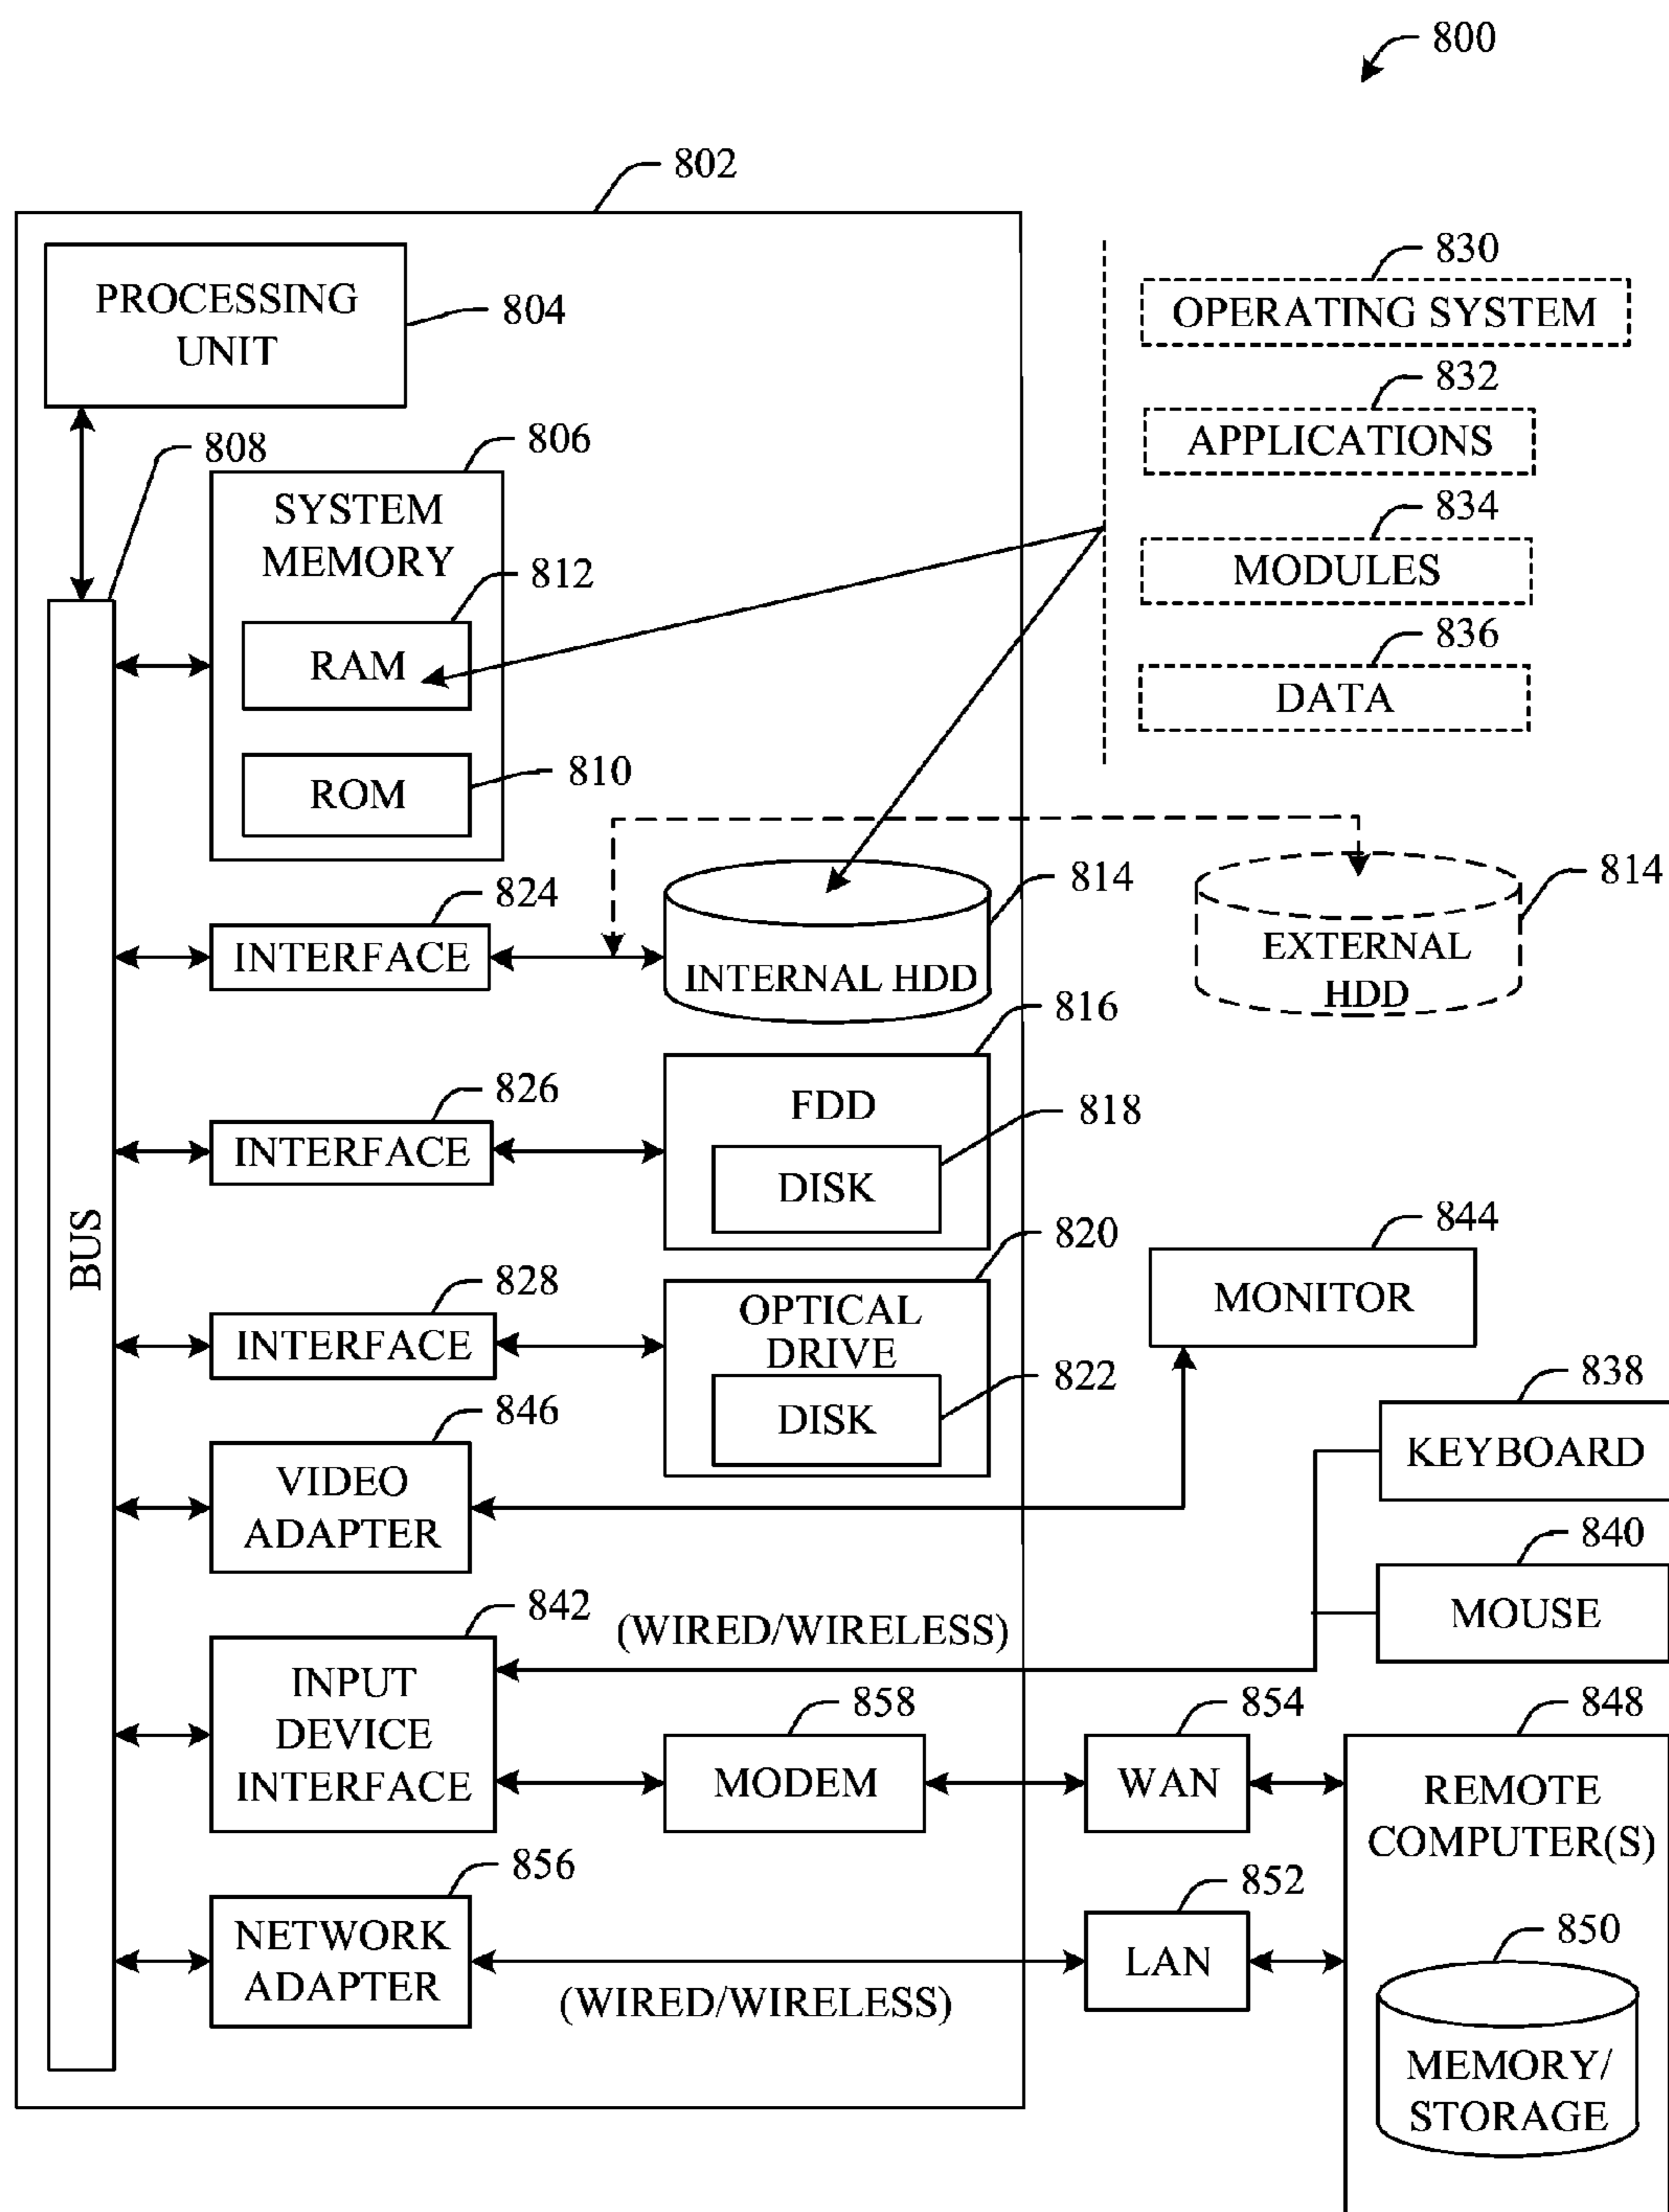 800
802
PROCESSING
UNIT
804
830
OPERATING SYSTEM
832
APPLICATIONS
834
MODULES
836
DATA
808
806
SYSTEM
MEMORY
812
RAM
810
ROM
824
INTERFACE
814
INTERNAL HDD
814
EXTERNAL
HDD
826
INTERFACE
816
FDD
818
DISK
828
INTERFACE
820
OPTICAL
DRIVE
822
DISK
BUS
844
MONITOR
846
VIDEO
ADAPTER
838
KEYBOARD
840
MOUSE
842
(WIRED/WIRELESS)
INPUT
DEVICE
INTERFACE
858
MODEM
854
WAN
848
REMOTE
COMPUTER(S)
856
NETWORK
ADAPTER
(WIRED/WIRELESS)
852
LAN
850
MEMORY/
STORAGE